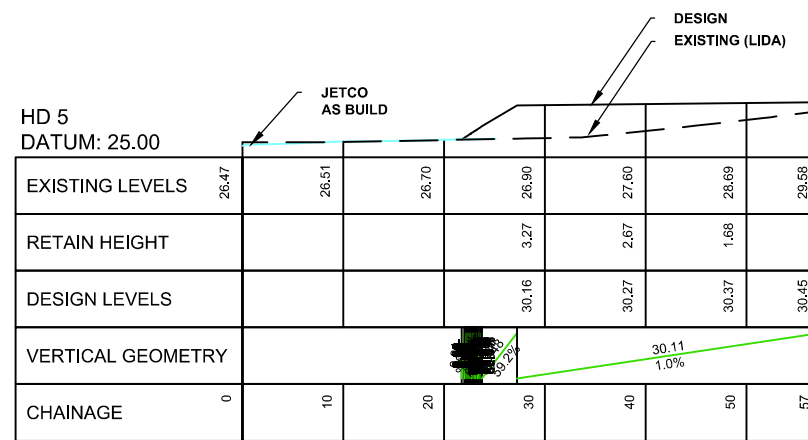 DESIGN
EXISTING (LIDA)
JETCO
AS BUILD
HD 5
DATUM: 25.00
EXISTING LEVELS 26.47 26.51 26.70 26.90 27.60 28.69 29.58
RETAIN HEIGHT 3.27 2.67 1.68
DESIGN LEVELS 30.16 30.27 30.37 30.45
VERTICAL GEOMETRY 59.2% 30.11
1.0%
CHAINAGE 0 10 20 30 40 50 57